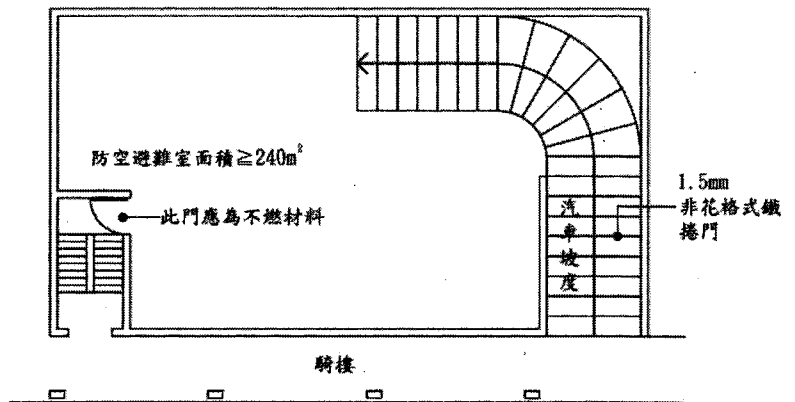 防空避難室面積≧240m²
此門應為不燃材料
汽車坡度
1.5mm
非花格式鐵
捲門
騎樓